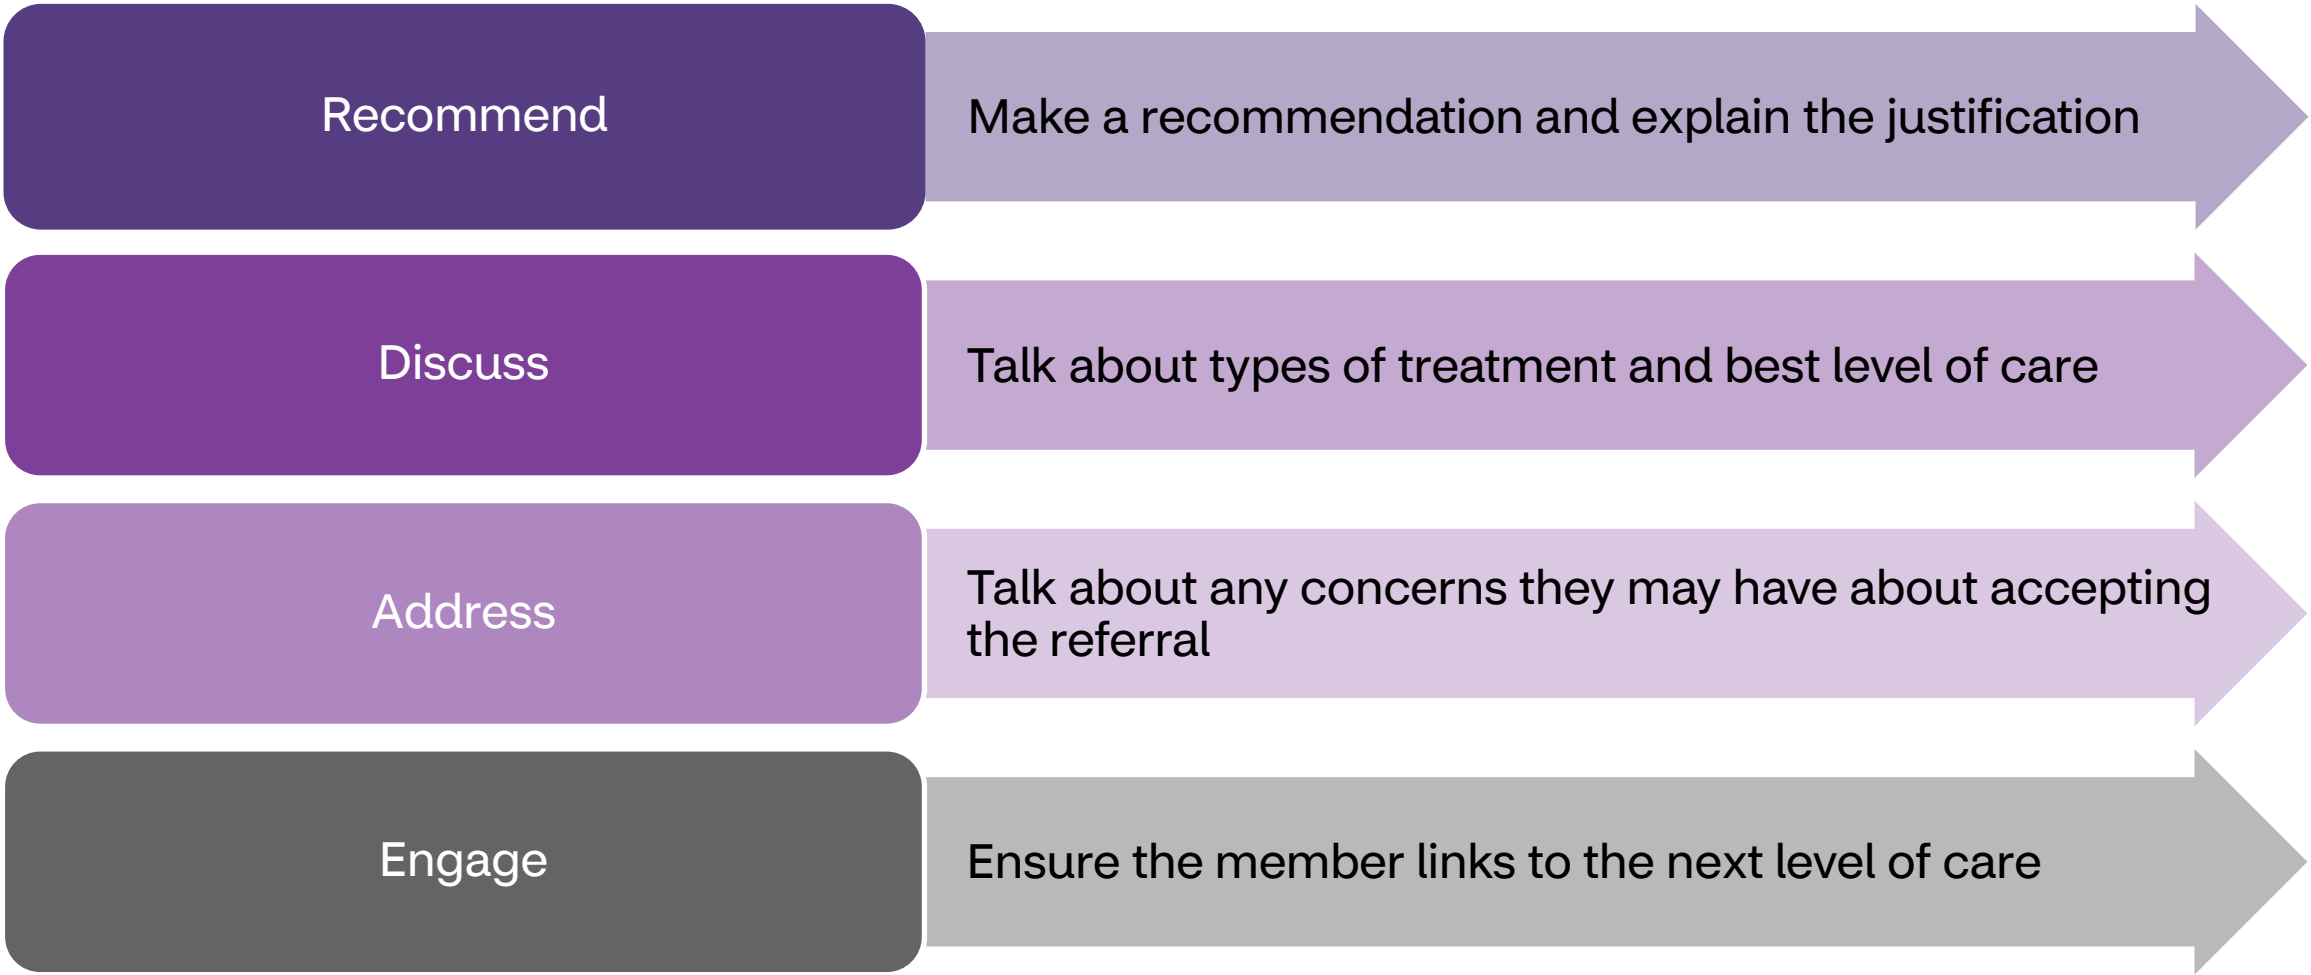 Recommend
Make a recommendation and explain the justification
Discuss
Talk about types of treatment and best level of care
Address
Talk about any concerns they may have about accepting
the referral
Engage
Ensure the member links to the next level of care